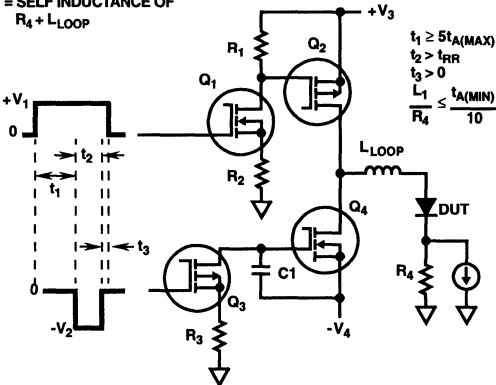 = SELF INDUCTANCE OF
R4 + LLOOP
+V3
R1
Q2
t1 ≥ 5tA(MAX)
t2 > tRR
t3 > 0
L1/R4 ≤ tA(MIN)/10
Q1
+V1
0
t2
R2
LLOOP
t1
Q4
DUT
t3
C1
R4
0
Q3
-V2
R3
-V4